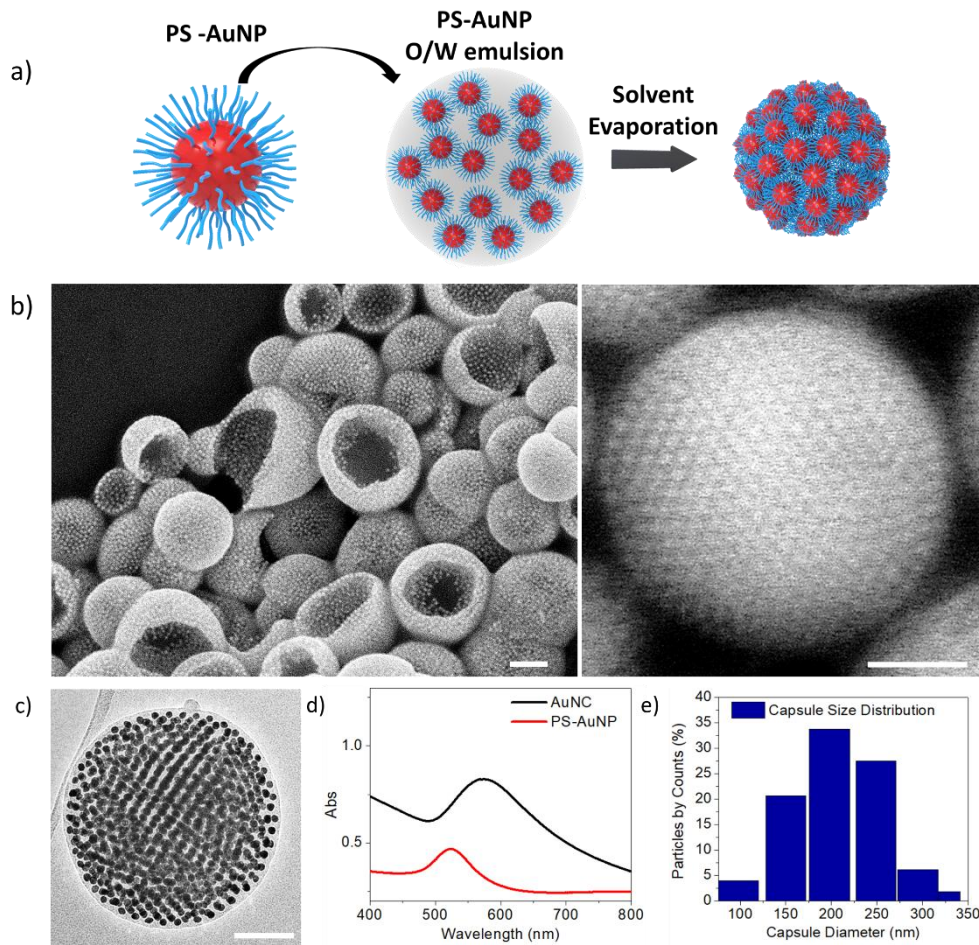 a)
PS -AuNP
PS-AuNP
O/W emulsion
Solvent
Evaporation
b)
c)
d)
AuNC
PS-AuNP
1.0
0.5
Abs
400
500
600
700
800
Wavelength (nm)
e)
Capsule Size Distribution
40
35
30
25
20
15
10
5
0
Particles by Counts (%)
100
150
200
250
300
350
Capsule Diameter (nm)